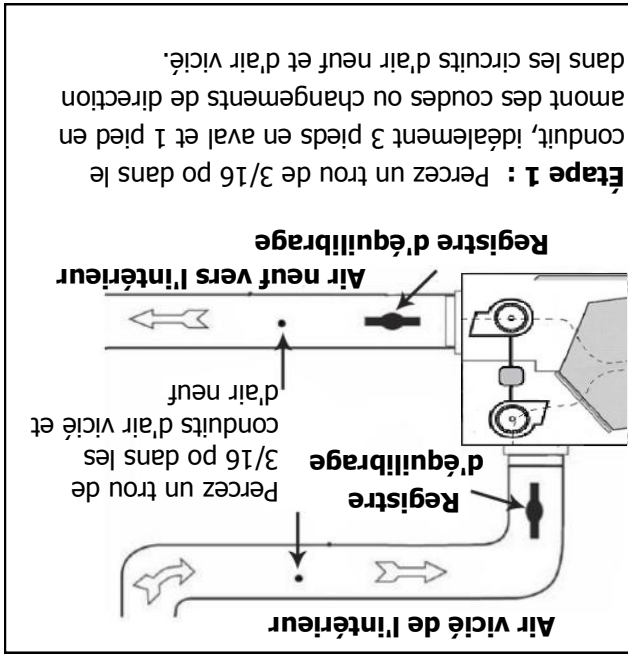 Air vicié de l'intérieur
Registre
d'équilibrage
Percez un trou de
3/16 po dans les
conduits d'air vicié et
d'air neuf
Air neuf vers l'intérieur
Registre d'équilibrage
Étape 1 : Percez un trou de 3/16 po dans le
conduit, idéalement 3 pieds en aval et 1 pied en
amont des coudes ou changements de direction
dans les circuits d'air neuf et d'air vicié.